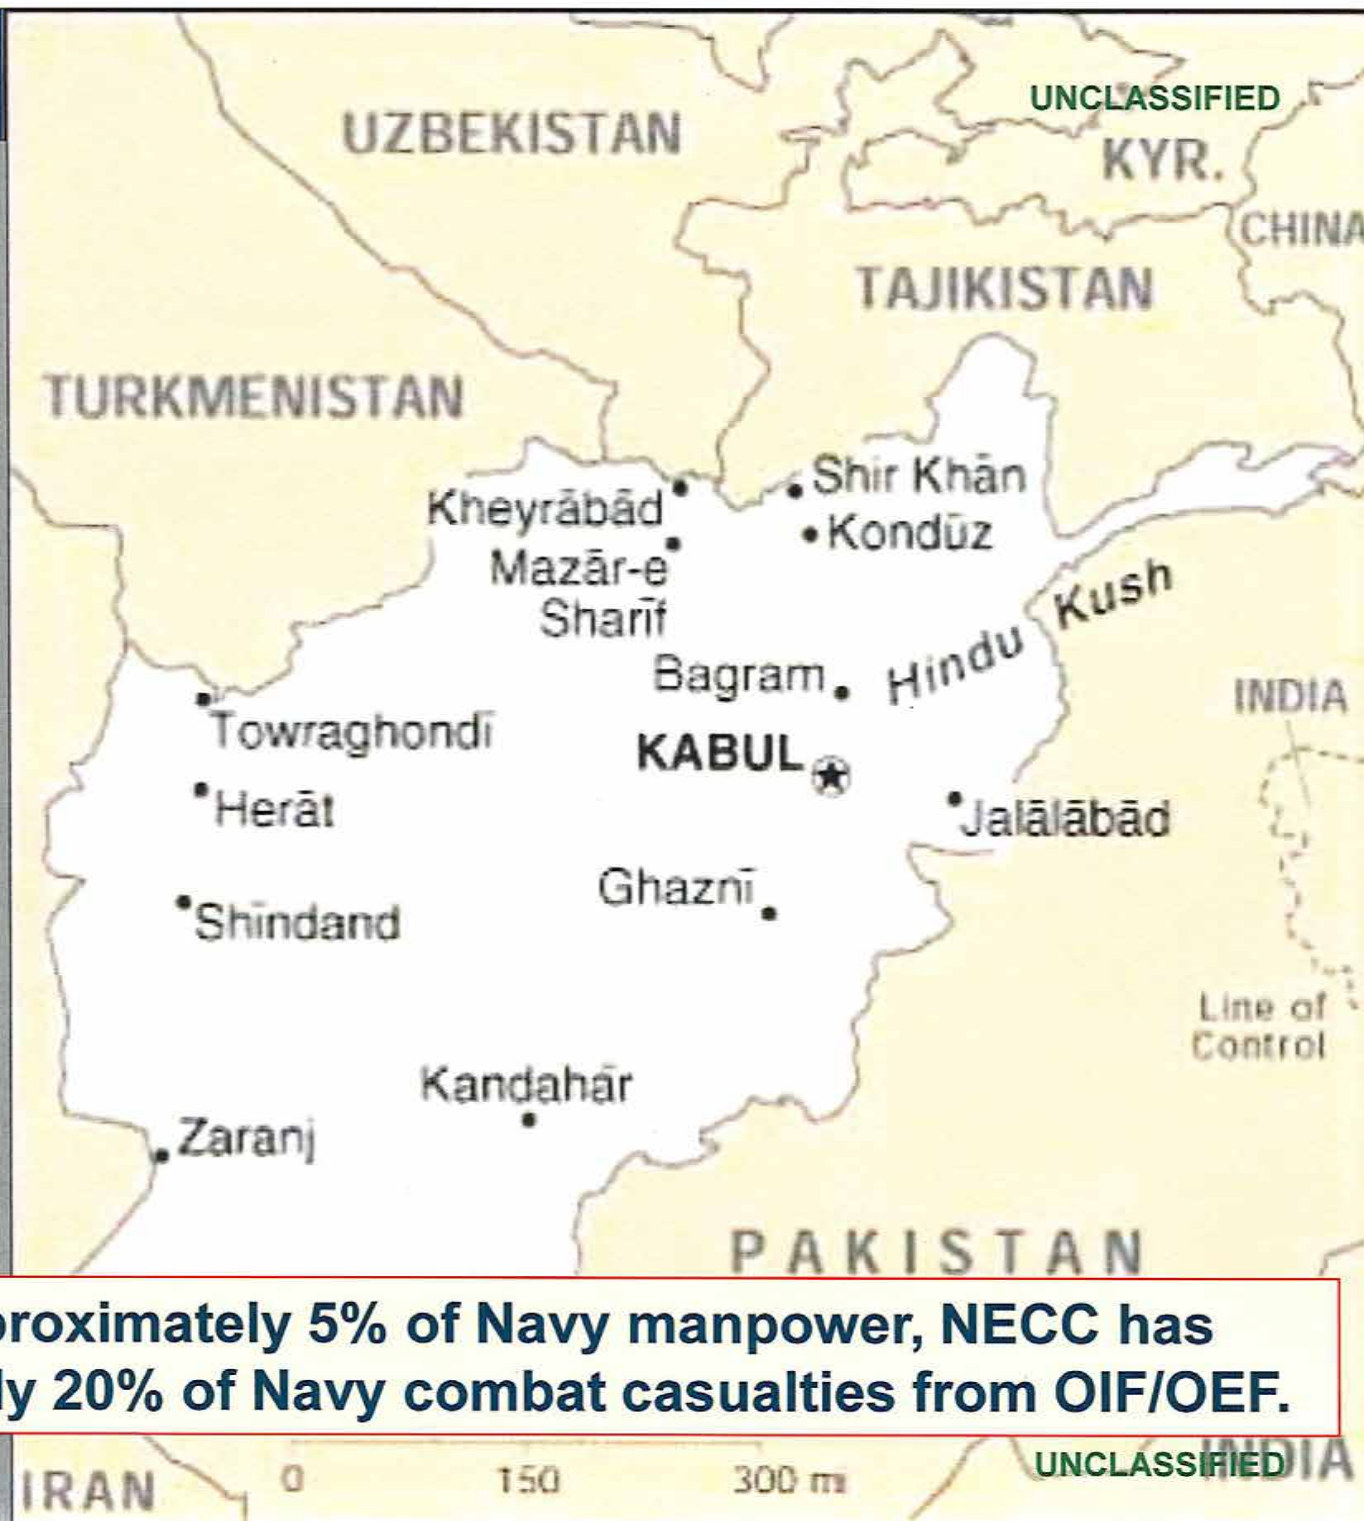 UNCLASSIFIED
UZBEKISTAN
KYR.
CHINA
TAJIKISTAN
TURKMENISTAN
Shir Khān
Kheyrābād
Kondūz
Mazār-e
Sharīf
Hindu Kush
Bagram
INDIA
Towraghondī
KABUL
Herāt
Jalālābād
Ghaznī
Shīndand
Line of
Control
Kandahār
Zaranj
PAKISTAN
proximately 5% of Navy manpower, NECC has
ly 20% of Navy combat casualties from OIF/OEF.
INDIA
UNCLASSIFIED
IRAN
0 150 300 mi